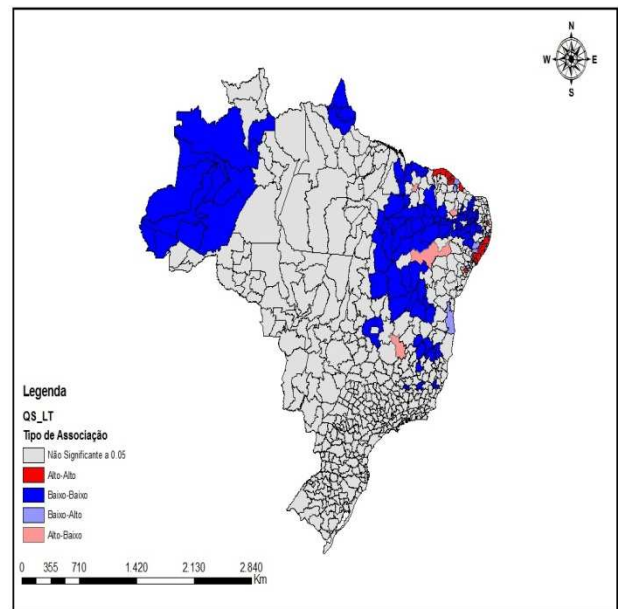 N
W E
S
Legenda
QS_LT
Tipo de Associação
Não Significante a 0.05
Alto-Alto
Baixo-Baixo
Baixo-Alto
Alto-Baixo
0 355 710 1.420 2.130 2.840
Km